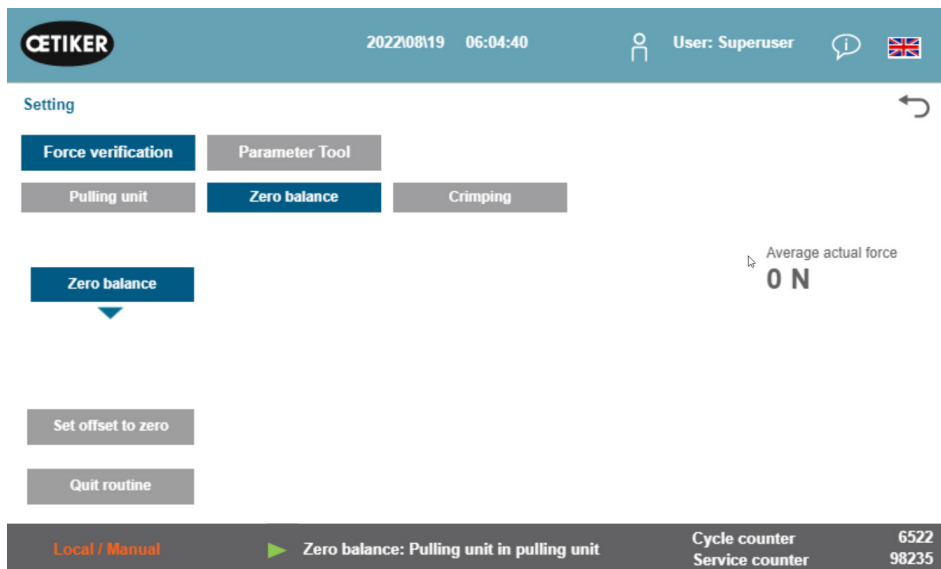 ŒTIKER 2022\08\19 06:04:40 User: Superuser i
Setting
Force verification Parameter Tool
Pulling unit Zero balance Crimping
Average actual force
0 N
Zero balance
Set offset to zero
Quit routine
Local / Manual Zero balance: Pulling unit in pulling unit Cycle counter 6522
Service counter 98235